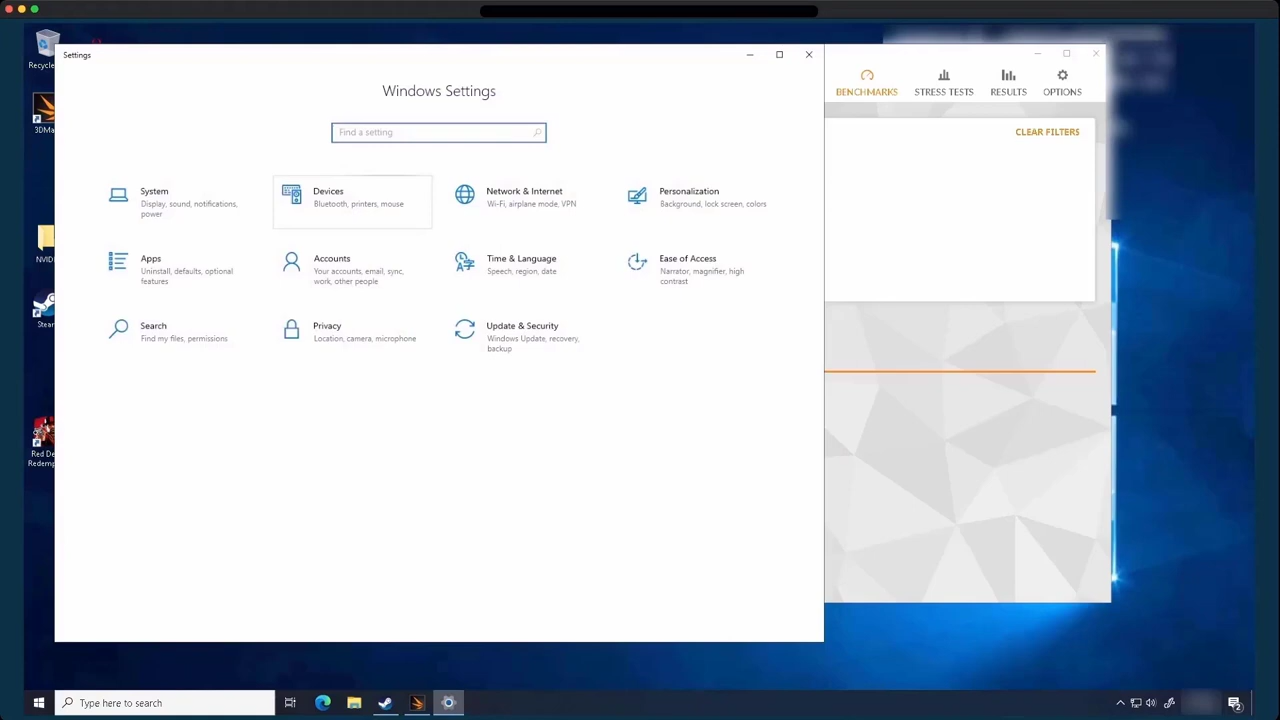 Recycle
Settings
Windows Settings
BENCHMARKS
STRESS TESTS
RESULTS
OPTIONS
Find a setting
CLEAR FILTERS
3DMa
System
Display, sound, notifications,
power
Devices
Bluetooth, printers, mouse
Network & Internet
Wi-Fi, airplane mode, VPN
Personalization
Background, lock screen, colors
Apps
Uninstall, defaults, optional
features
Accounts
Your accounts, email, sync,
work, other people
Time & Language
Speech, region, date
Ease of Access
Narrator, magnifier, high
contrast
NVIDI
Search
Find my files, permissions
Privacy
Location, camera, microphone
Update & Security
Windows Update, recovery,
backup
Stear
Red De
Redemp
Type here to search
2